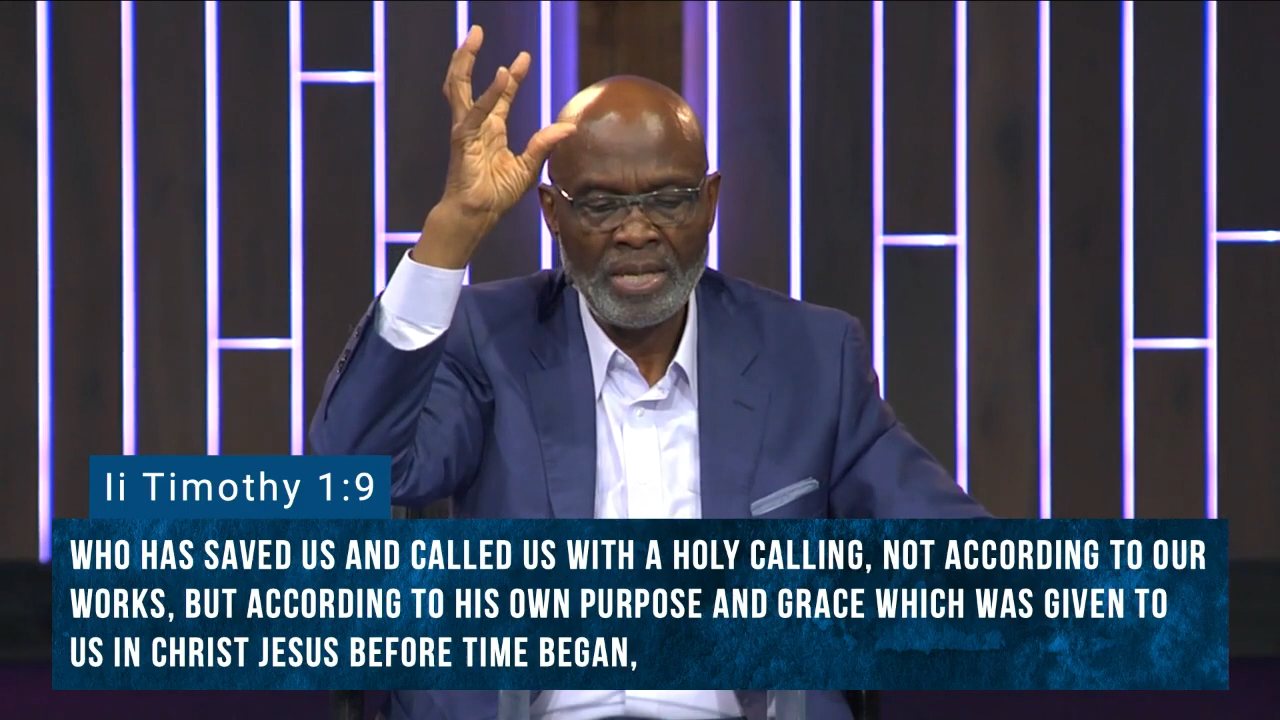 Ii Timothy 1:9
WHO HAS SAVED US AND CALLED US WITH A HOLY CALLING, NOT ACCORDING TO OUR
WORKS, BUT ACCORDING TO HIS OWN PURPOSE AND GRACE WHICH WAS GIVEN TO
US IN CHRIST JESUS BEFORE TIME BEGAN,